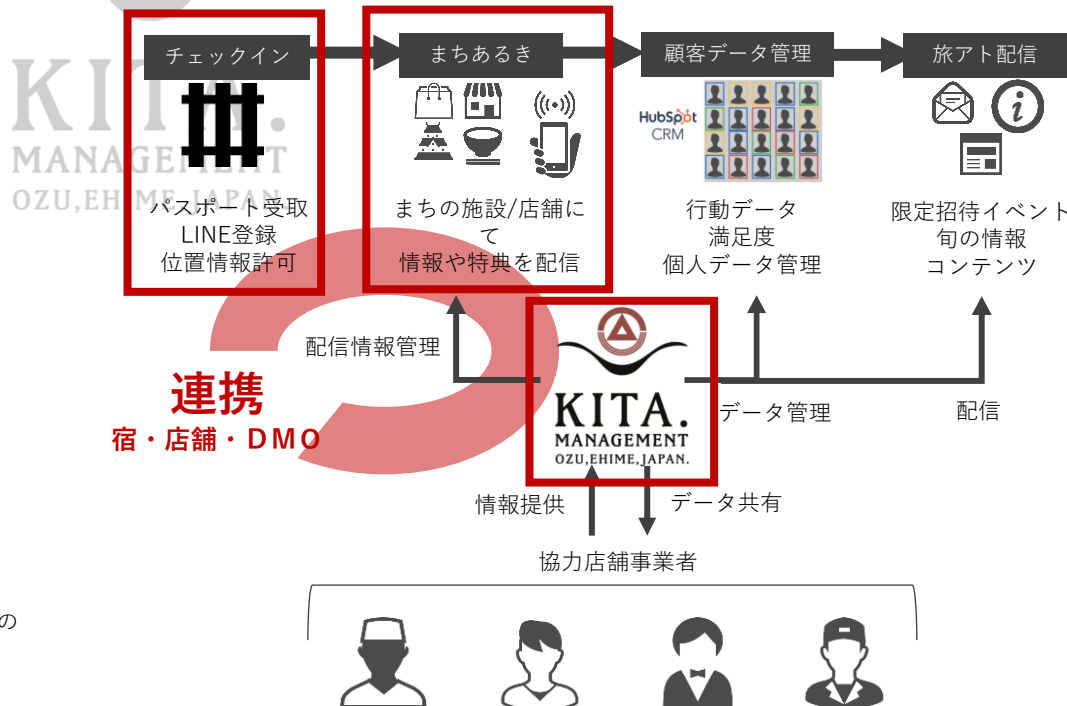 チェックイン
まちあるき
顧客データ管理
旅アト配信
KITA.
MANAGEMENT
OZU,EHIME,JAPAN.
HubSpot
CRM
パスポート受取
LINE登録
位置情報許可
まちの施設/店舗に
て
情報や特典を配信
行動データ
満足度
個人データ管理
限定招待イベント
旬の情報
コンテンツ
配信情報管理
連携
宿・店舗・DMO
KITA.
MANAGEMENT
OZU,EHIME,JAPAN.
データ管理
配信
情報提供
データ共有
協力店舗事業者
の